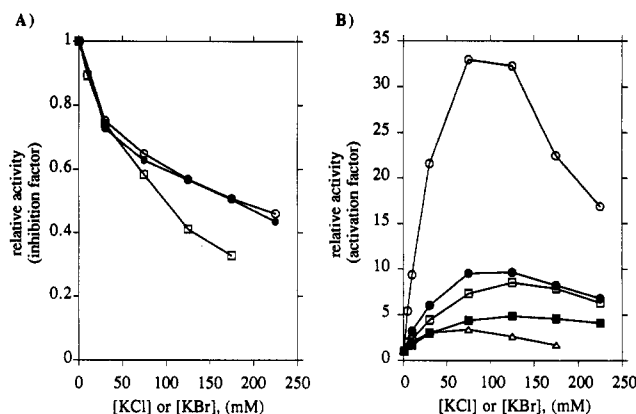 A)
relative activity
(inhibition factor)
1
0.8
0.6
0.4
0.2
0
0 50 100 150 200 250
[KCl] or [KBr], (mM)
B)
relative activity
(activation factor)
35
30
25
20
15
10
5
0
0 50 100 150 200 250
[KCl] or [KBr], (mM)